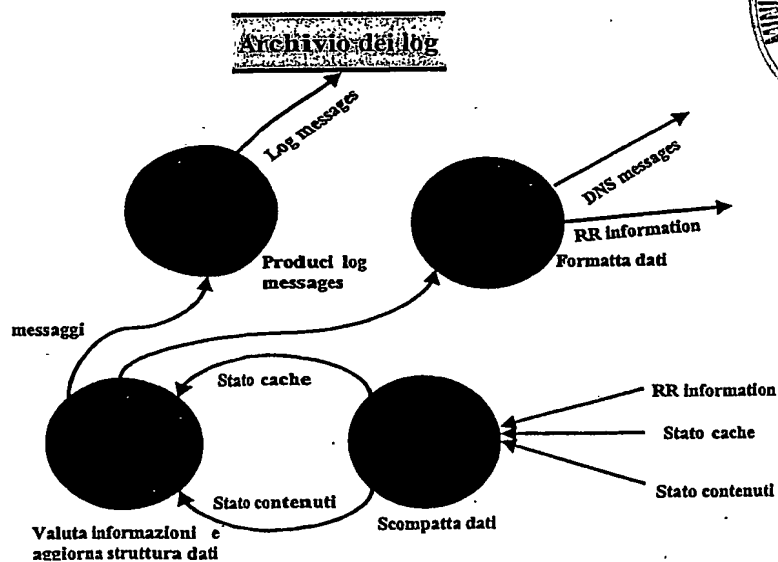 Archivio dei log
Log messages
DNS messages
RR information
Produci log
messages
Formatta dati
messaggi
Stato cache
RR information
Stato cache
Stato contenuti
Stato contenuti
Scompatta dati
Valuta informazioni e
aggiorna struttura dati